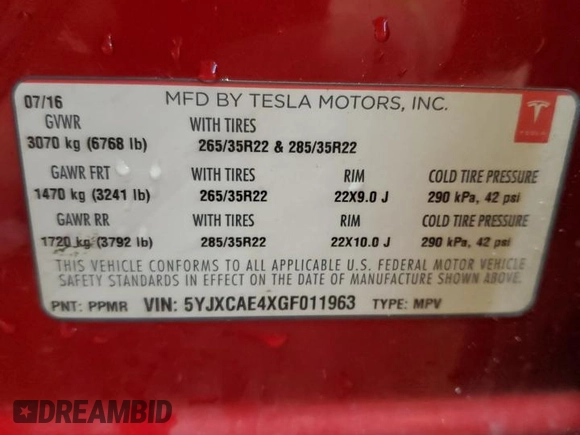 07/16 MFD BY TESLA MOTORS, INC.
TESLA
GVWR WITH TIRES
3070 kg (6768 lb) 265/35R22 & 285/35R22
GAWR FRT WITH TIRES RIM COLD TIRE PRESSURE
1470 kg (3241 lb) 265/35R22 22X9.0 J 290 kPa, 42 psi
GAWR RR WITH TIRES RIM COLD TIRE PRESSURE
1720 kg (3792 lb) 285/35R22 22X10.0 J 290 kPa, 42 psi
THIS VEHICLE CONFORMS TO ALL APPLICABLE U.S. FEDERAL MOTOR VEHICLE
SAFETY STANDARDS IN EFFECT ON THE DATE OF MANUFACTURE SHOWN ABOVE.
PNT: PPMR VIN: 5YJXCAE4XGF011963 TYPE: MPV
DREAMBID